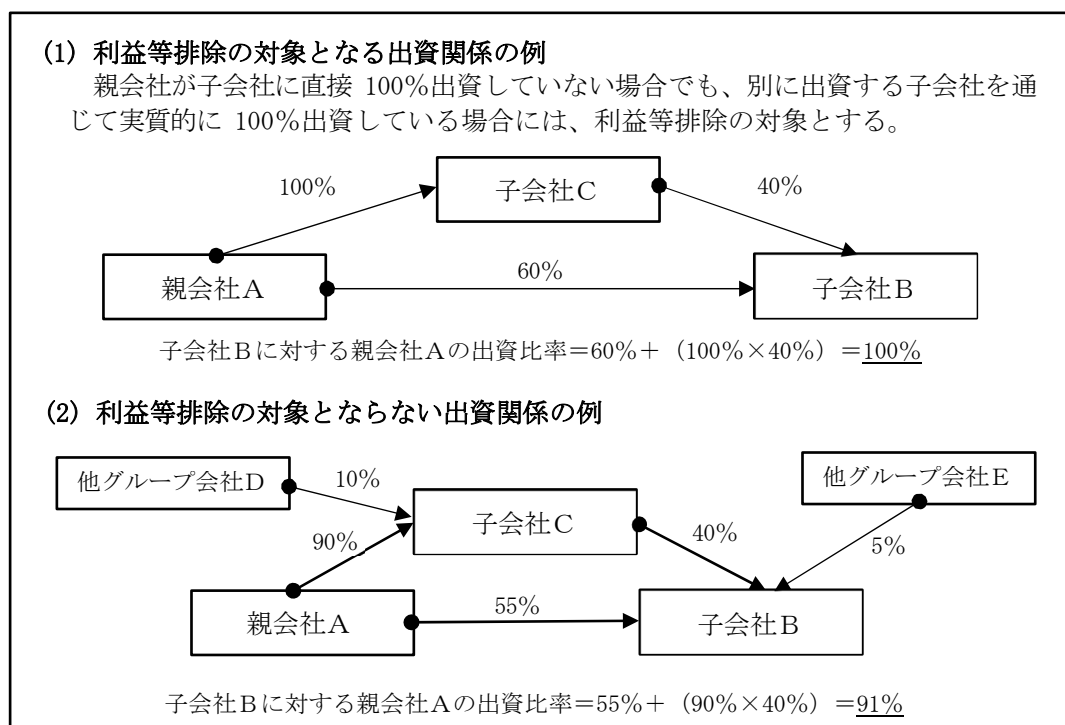 (1) 利益等排除の対象となる出資関係の例
親会社が子会社に直接 100%出資していない場合でも、別に出資する子会社を通
じて実質的に 100%出資している場合には、利益等排除の対象とする。
子会社C
100%
40%
親会社A
60%
子会社B
子会社Bに対する親会社Aの出資比率=60%+(100%×40%)=100%
(2) 利益等排除の対象とならない出資関係の例
他グループ会社D
他グループ会社E
10%
子会社C
90%
40%
5%
親会社A
55%
子会社B
子会社Bに対する親会社Aの出資比率=55%+(90%×40%)=91%